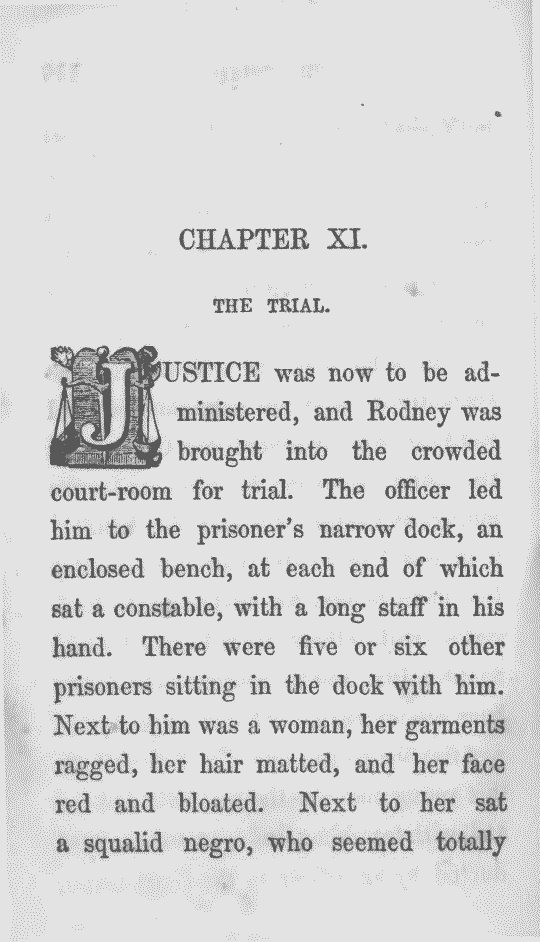 CHAPTER XI.
THE TRIAL.
JUSTICE was now to be ad-
ministered, and Rodney was
brought into the crowded
court-room for trial. The officer led
him to the prisoner's narrow dock, an
enclosed bench, at each end of which
sat a constable, with a long staff in his
hand. There were five or six other
prisoners sitting in the dock with him.
Next to him was a woman, her garments
ragged, her hair matted, and her face
red and bloated. Next to her sat
a squalid negro, who seemed totally